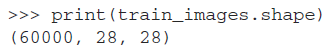 >>> print(train_images.shape)
(60000, 28, 28)